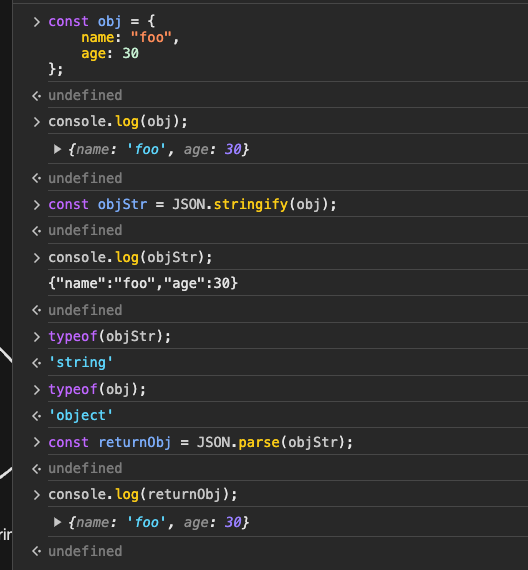 > const obj = {
name: "foo",
age: 30
};
undefined
> console.log(obj);
▶ {name: 'foo', age: 30}
undefined
> const objStr = JSON.stringify(obj);
undefined
> console.log(objStr);
{"name":"foo","age":30}
undefined
> typeof(objStr);
'string'
> typeof(obj);
'object'
> const returnObj = JSON.parse(objStr);
undefined
> console.log(returnObj);
▶ {name: 'foo', age: 30}
undefined